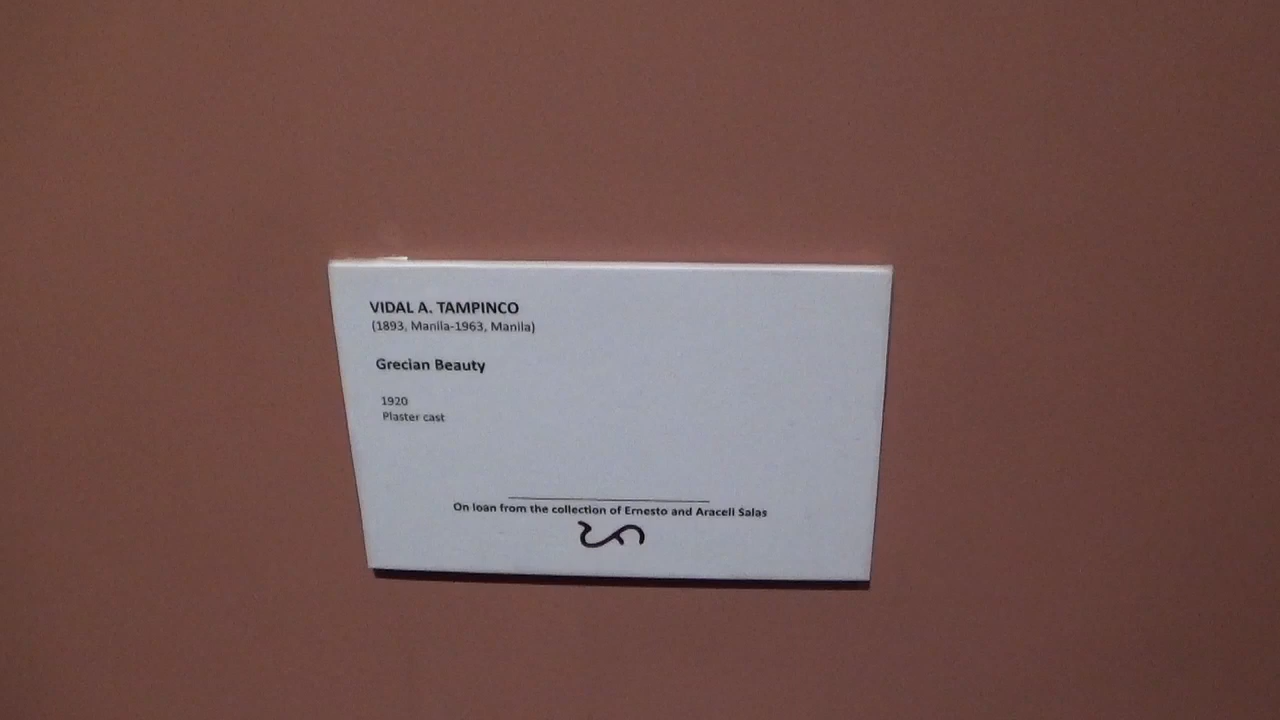 VIDAL A. TAMPINCO
(1893, Manila-1963, Manila)
Grecian Beauty
1920
Plaster cast
On loan from the collection of Ernesto and Araceli Salas